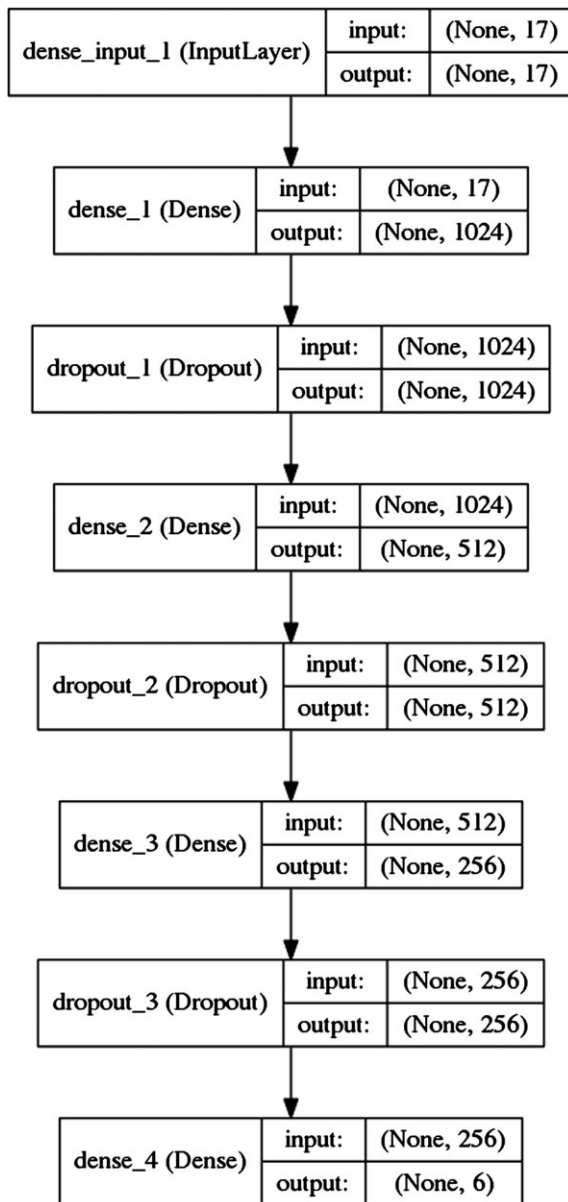 dense_input_1 (InputLayer)
input: (None, 17)
output: (None, 17)
dense_1 (Dense)
input: (None, 17)
output: (None, 1024)
dropout_1 (Dropout)
input: (None, 1024)
output: (None, 1024)
dense_2 (Dense)
input: (None, 1024)
output: (None, 512)
dropout_2 (Dropout)
input: (None, 512)
output: (None, 512)
dense_3 (Dense)
input: (None, 512)
output: (None, 256)
dropout_3 (Dropout)
input: (None, 256)
output: (None, 256)
dense_4 (Dense)
input: (None, 256)
output: (None, 6)